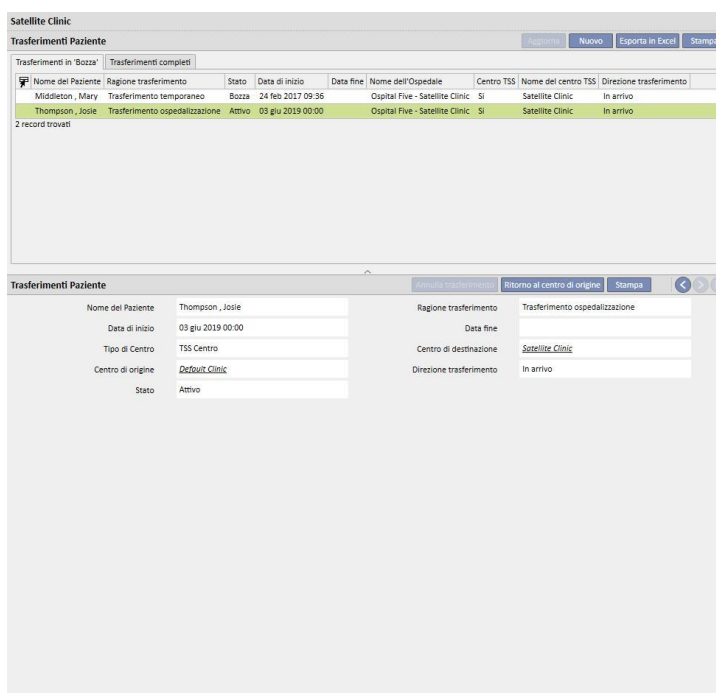 Satellite Clinic
Trasferimenti Paziente Aggiorna Nuovo Esporta in Excel Stampa
Trasferimenti in 'Bozza' Trasferimenti completi
Nome del Paziente Ragione trasferimento Stato Data di inizio Data fine Nome dell'Ospedale Centro TSS Nome del centro TSS Direzione trasferimento
Middleton , Mary Trasferimento temporaneo Bozza 24 feb 2017 09:36 Ospital Five - Satellite Clinic Si Satellite Clinic In arrivo
Thompson , Josie Trasferimento ospedalizzazione Attivo 03 giu 2019 00:00 Ospital Five - Satellite Clinic Si Satellite Clinic In arrivo
2 record trovati
Trasferimenti Paziente Annulla trasferimento Ritorno al centro di origine Stampa
Nome del Paziente Thompson , Josie Ragione trasferimento Trasferimento ospedalizzazione
Data di inizio 03 giu 2019 00:00 Data fine
Tipo di Centro TSS Centro Centro di destinazione Satellite Clinic
Centro di origine Default Clinic Direzione trasferimento In arrivo
Stato Attivo